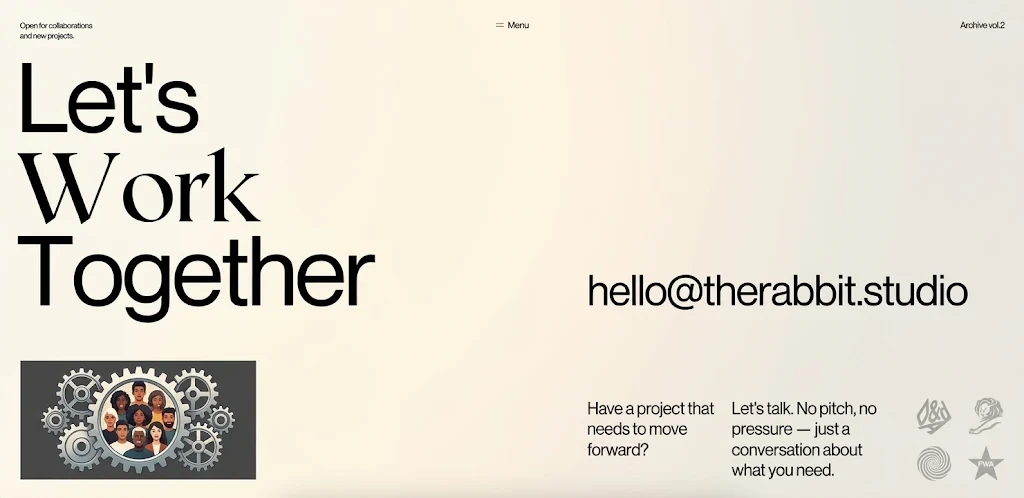 Open for collaborations
and new projects.
Menu
Archive vol.2
Let's
Work
Together
hello@therabbit.studio
Have a project that
needs to move
forward?
Let's talk. No pitch, no
pressure — just a
conversation about
what you need.
D&d
FWA